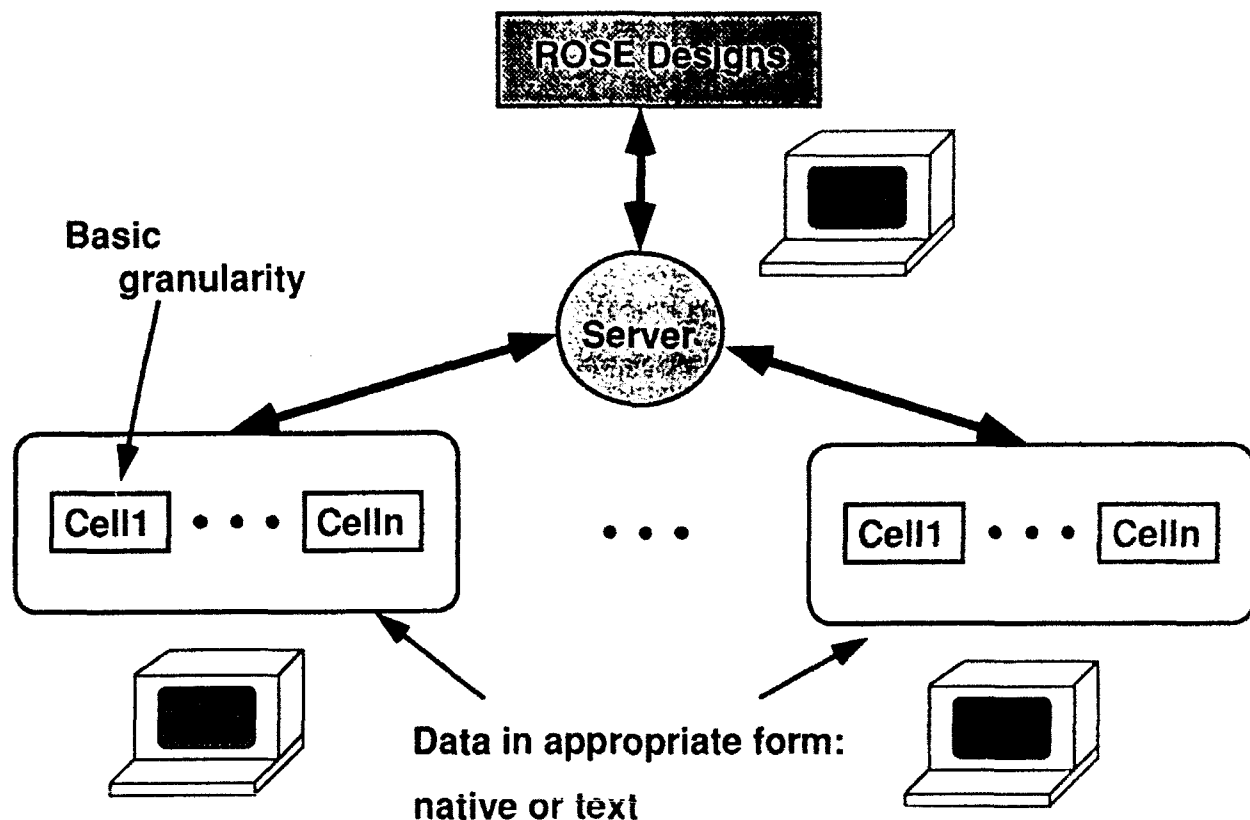 ROSE Designs
Basic
granularity
Server
Cell1 • • • Celln
• • •
Cell1 • • • Celln
Data in appropriate form:
native or text